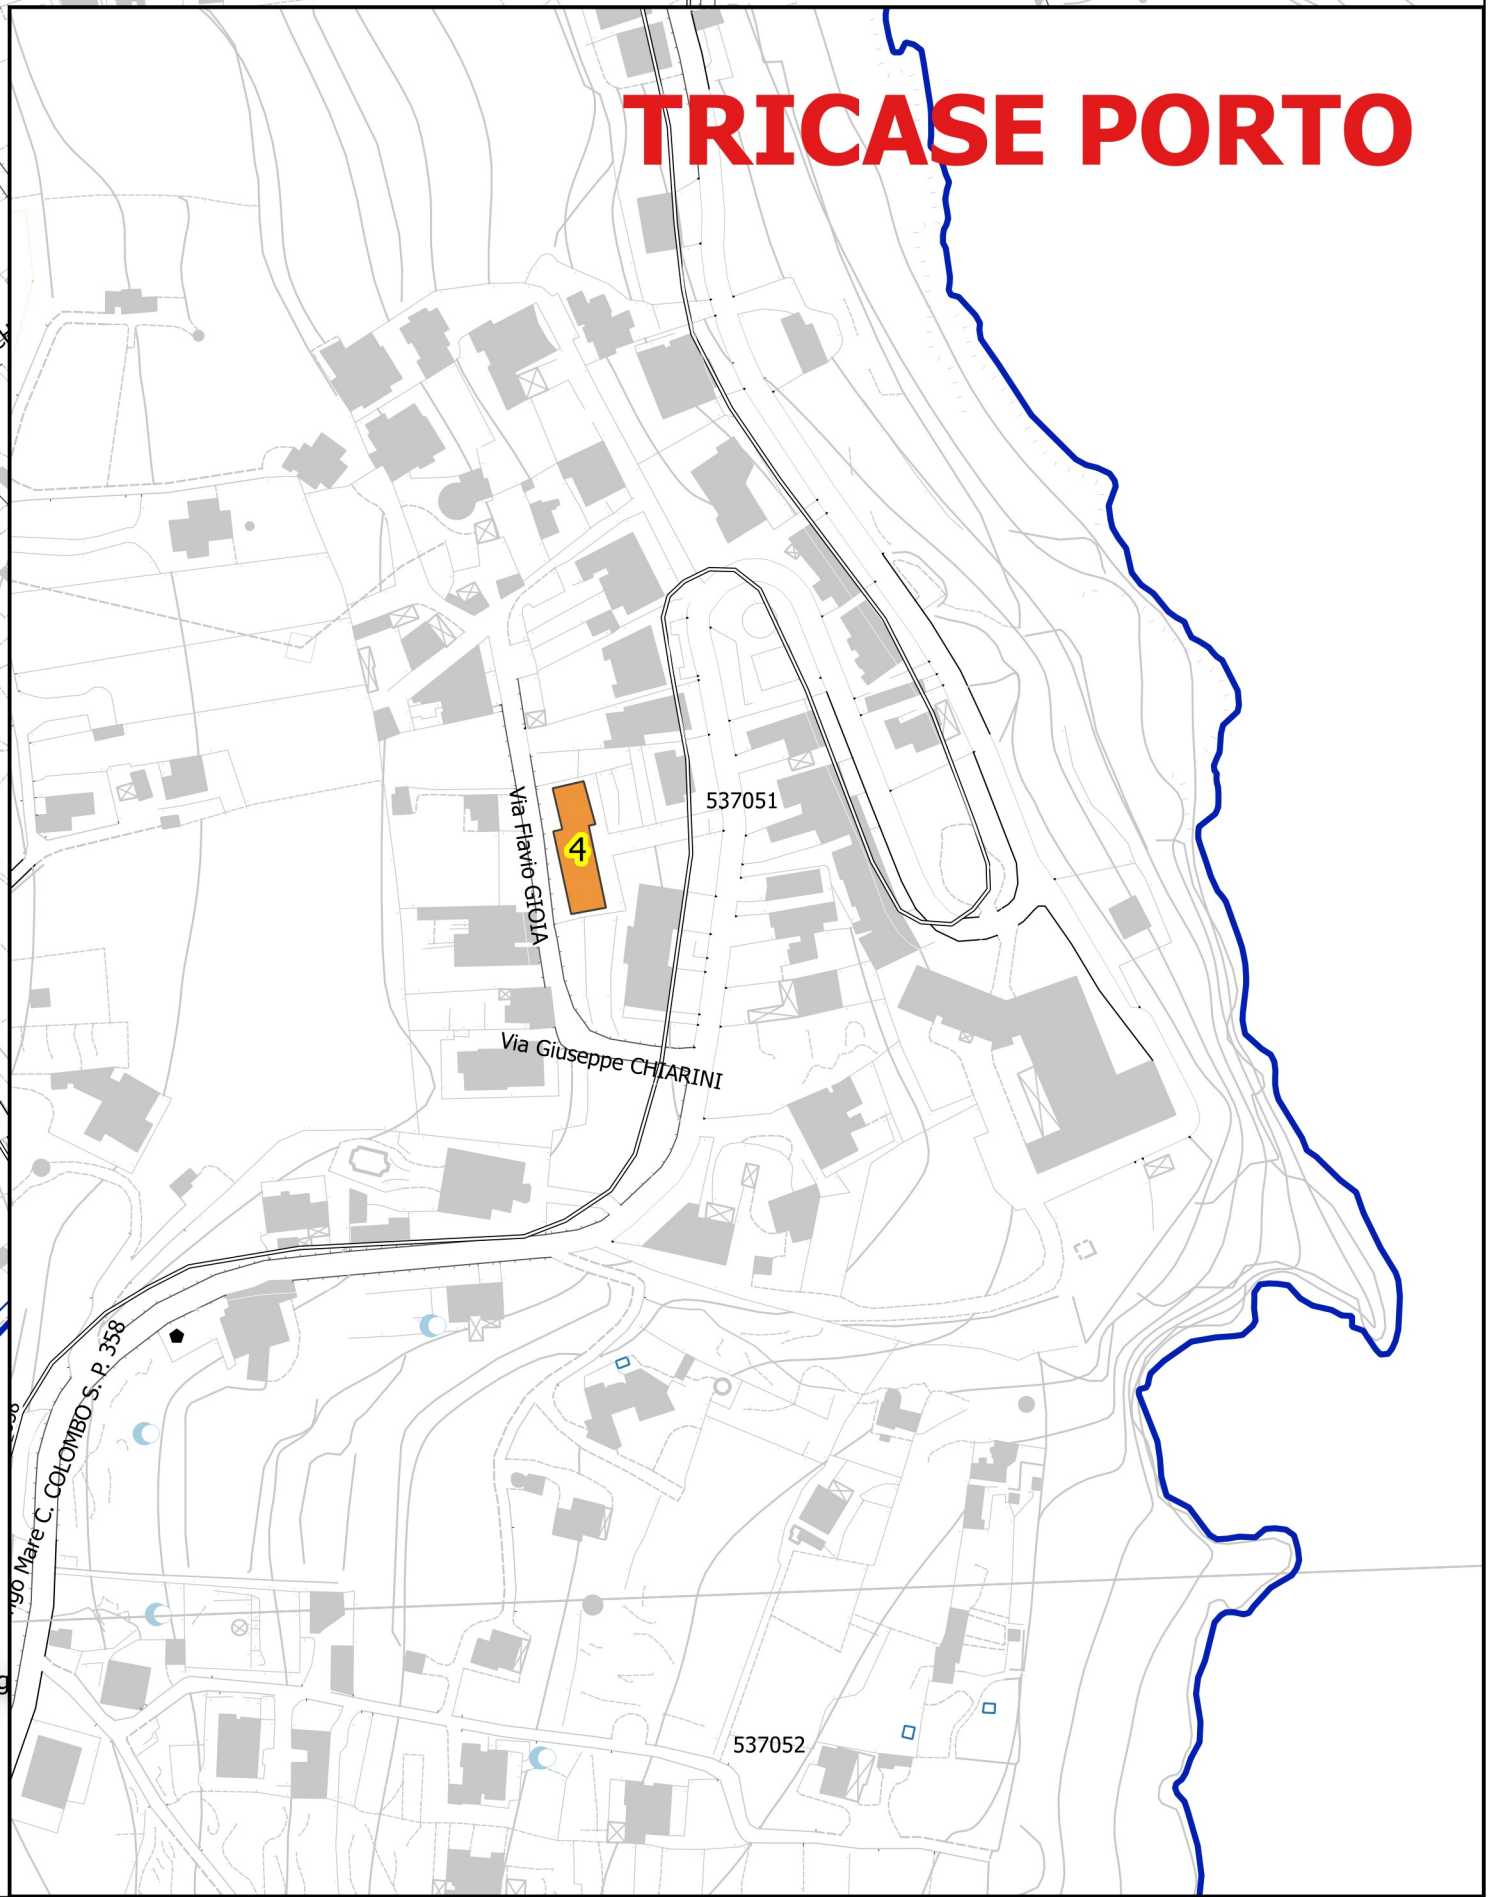 TRICASE PORTO
537051
Via Flavio GIOIA
4
Via Giuseppe CHIARINI
Mare C. COLOMBO S. P. 358
537052